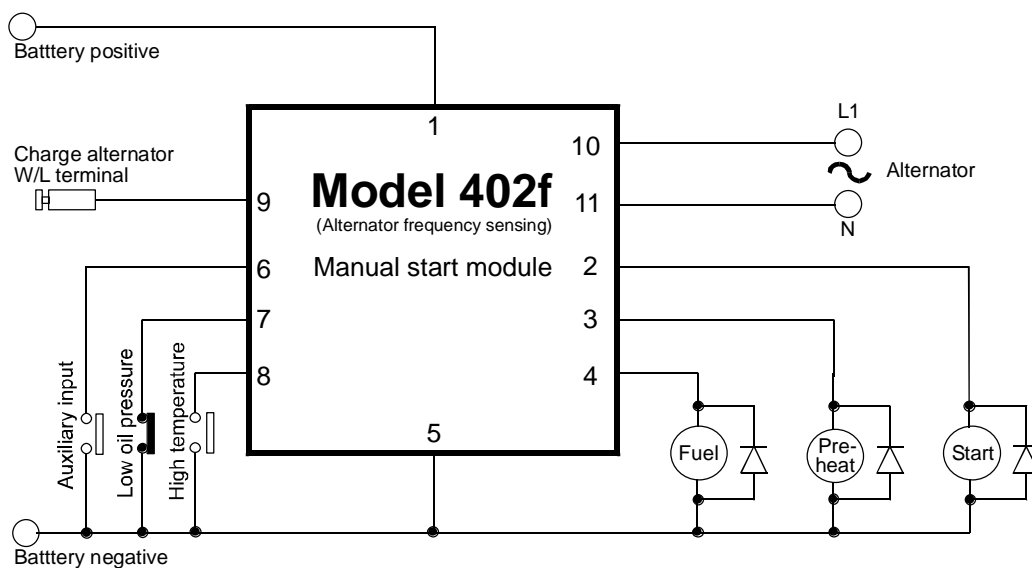 Batttery positive
1
Charge alternator
W/L terminal
9
Model 402f
(Alternator frequency sensing)
Manual start module
10
L1
Alternator
11
N
6
2
7
3
8
4
5
Auxiliary input
Low oil pressure
High temperature
Fuel
Pre-
heat
Start
Batttery negative